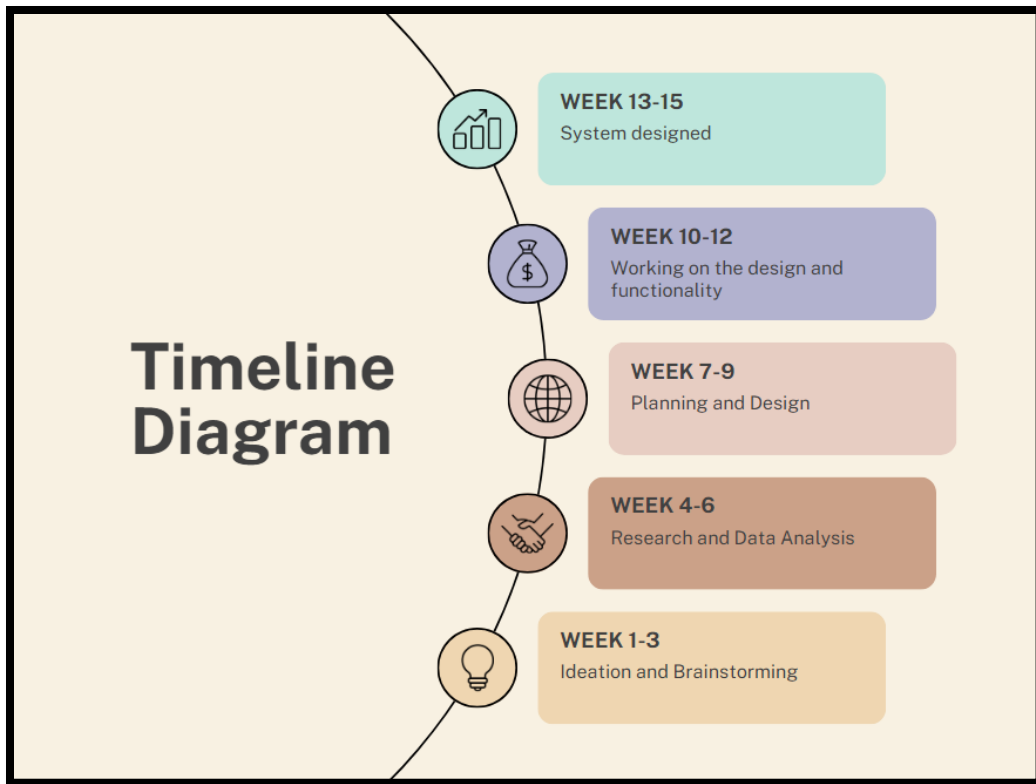 Timeline
Diagram
WEEK 13-15
System designed
WEEK 10-12
Working on the design and
functionality
WEEK 7-9
Planning and Design
WEEK 4-6
Research and Data Analysis
WEEK 1-3
Ideation and Brainstorming
$